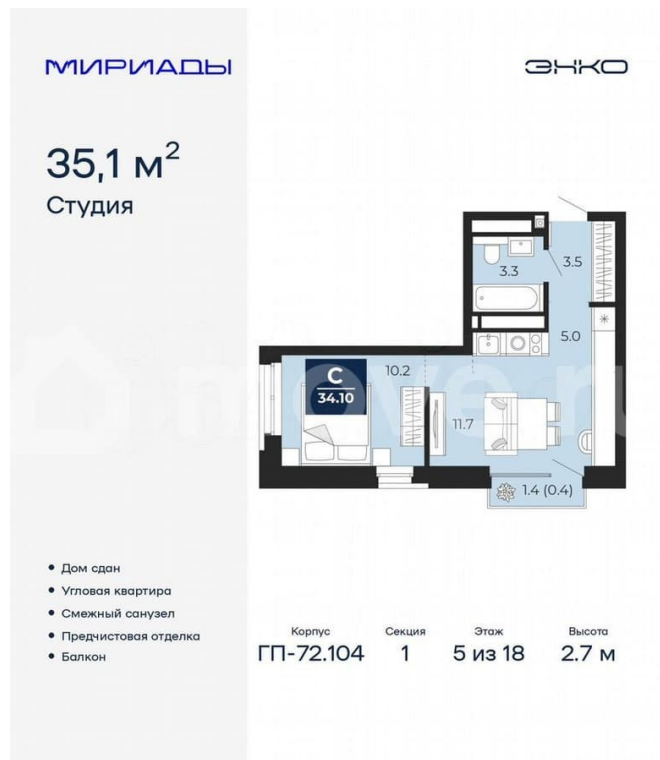 МИРИАДЫ
ЭНКО
35,1 м²
Студия
3.3
3.5
5.0
С
34.10
10.2
11.7
1.4 (0.4)
move.ru
• Дом сдан
• Угловая квартира
• Смежный санузел
• Предчистовая отделка
• Балкон
Корпус
ГП-72.104
Секция
1
Этаж
5 из 18
Высота
2.7 м